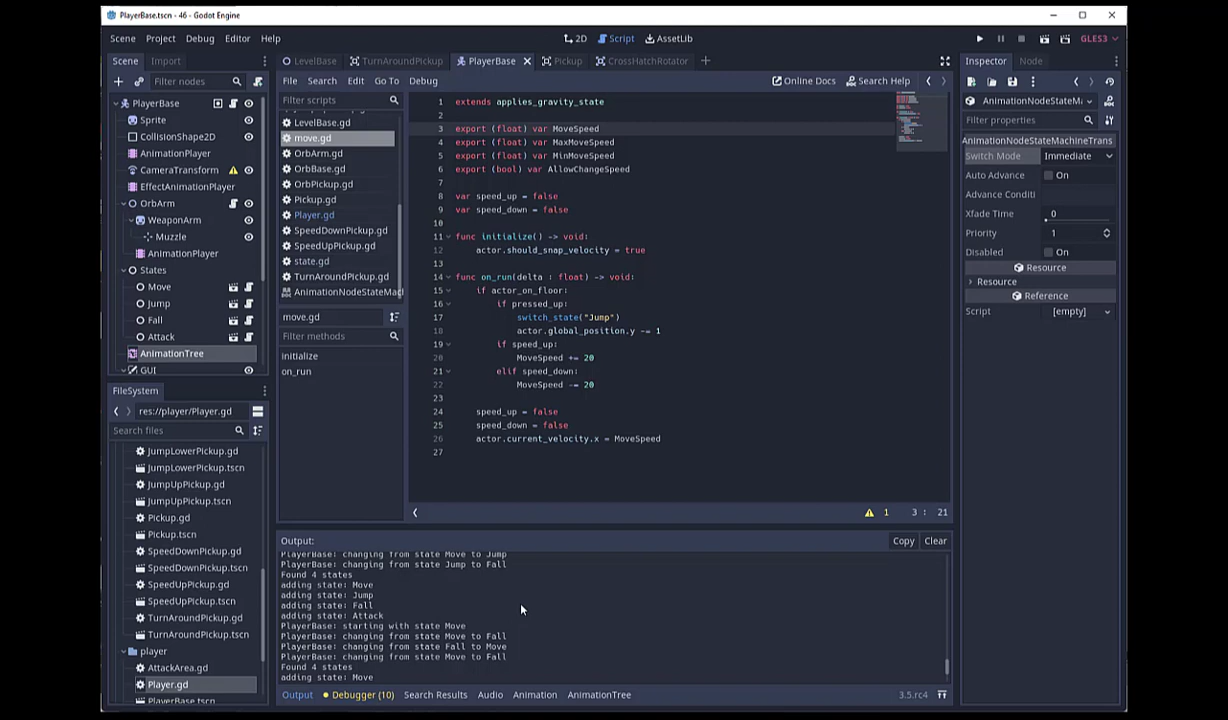 PlayerBase.tscn - 46 - Godot Engine
Scene Project Debug Editor Help
2D Script AssetLib
GLES3
Scene Import
Filter nodes
PlayerBase
Sprite
CollisionShape2D
AnimationPlayer
CameraTransform
EffectAnimationPlayer
OrbArm
WeaponArm
Muzzle
AnimationPlayer
States
Move
Jump
Fall
Attack
AnimationTree
GUI
FileSystem
res://player/Player.gd
Search files
JumpLowerPickup.gd
JumpLowerPickup.tscn
JumpUpPickup.gd
JumpUpPickup.tscn
Pickup.gd
Pickup.tscn
SpeedDownPickup.gd
SpeedDownPickup.tscn
SpeedUpPickup.gd
SpeedUpPickup.tscn
TurnAroundPickup.gd
TurnAroundPickup.tscn
player
AttackArea.gd
Player.gd
PlayerBase.tscn
LevelBase TurnAroundPickup PlayerBase Pickup CrossHatchRotator
File Search Edit Go To Debug
Online Docs Search Help
Filter scripts
LevelBase.gd
move.gd
OrbArm.gd
OrbBase.gd
OrbPickup.gd
Pickup.gd
Player.gd
SpeedDownPickup.gd
SpeedUpPickup.gd
state.gd
TurnAroundPickup.gd
AnimationNodeStateMac
move.gd
Filter methods
initialize
on_run
1 extends applies_gravity_state
2
3 export (float) var MoveSpeed
4 export (float) var MaxMoveSpeed
5 export (float) var MinMoveSpeed
6 export (bool) var AllowChangeSpeed
7
8 var speed_up = false
9 var speed_down = false
10
11 func initialize() -> void:
12 actor.should_snap_velocity = true
13
14 func on_run(delta : float) -> void:
15 if actor_on_floor:
16 if pressed_up:
17 switch_state("Jump")
18 actor.global_position.y -= 1
19 if speed_up:
20 MoveSpeed += 20
21 elif speed_down:
22 MoveSpeed -= 20
23
24 speed_up = false
25 speed_down = false
26 actor.current_velocity.x = MoveSpeed
27
1 3 : 21
Output:
Copy Clear
PlayerBase: changing from state Move to Jump
PlayerBase: changing from state Jump to Fall
Found 4 states
adding state: Move
adding state: Jump
adding state: Fall
adding state: Attack
PlayerBase: starting with state Move
PlayerBase: changing from state Move to Fall
PlayerBase: changing from state Fall to Move
PlayerBase: changing from state Move to Fall
Found 4 states
adding state: Move
Output Debugger (10) Search Results Audio Animation AnimationTree
3.5.rc4
Inspector Node
AnimationNodeStateMa
Filter properties
AnimationNodeStateMachineTrans
Switch Mode Immediate
Auto Advance On
Advance Conditi
Xfade Time 0
Priority 1
Disabled On
Resource
Resource
Reference
Script [empty]